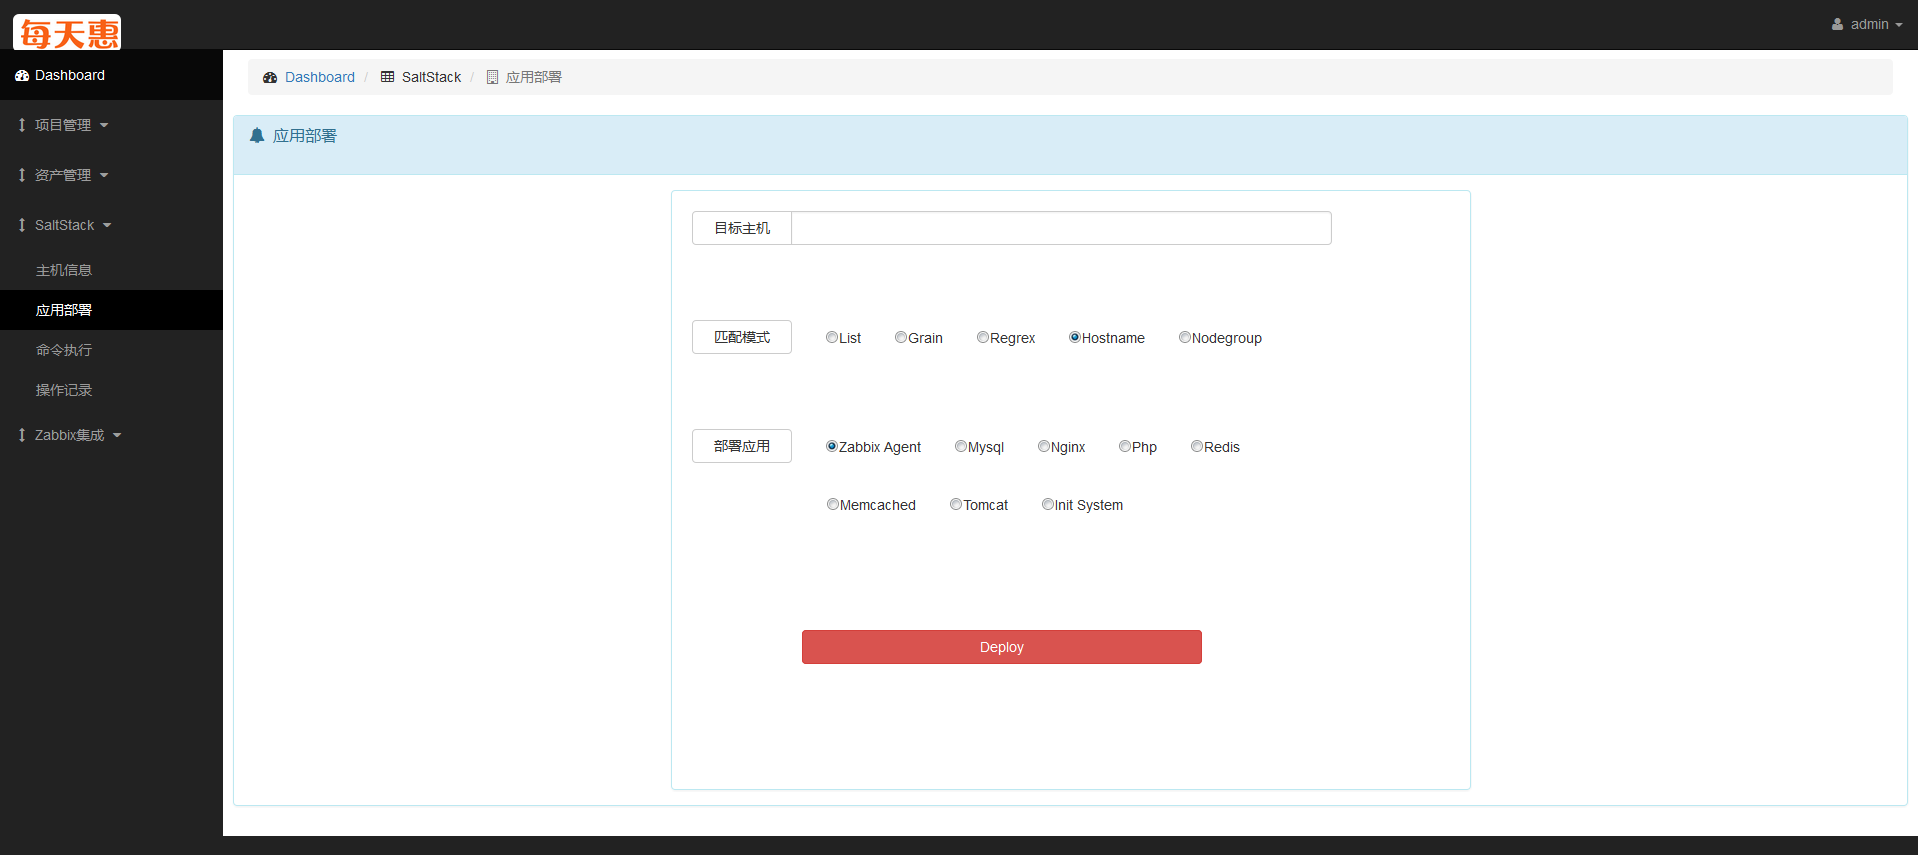 每天惠
admin
Dashboard
项目管理
资产管理
SaltStack
主机信息
应用部署
命令执行
操作记录
Zabbix集成
Dashboard / SaltStack / 应用部署
应用部署
目标主机
匹配模式 List Grain Regrex Hostname Nodegroup
部署应用 Zabbix Agent Mysql Nginx Php Redis
Memcached Tomcat Init System
Deploy